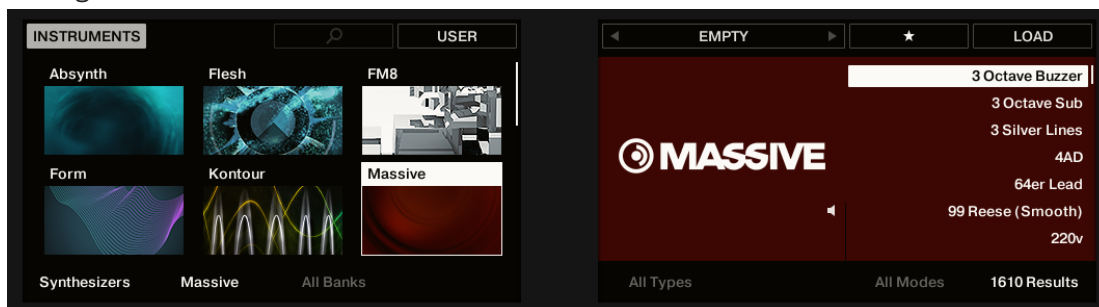 INSTRUMENTS USER
Absynth Flesh FM8
Form Kontour Massive
Synthesizers Massive All Banks
EMPTY ★ LOAD
3 Octave Buzzer
3 Octave Sub
3 Silver Lines
MASSIVE
4AD
64er Lead
99 Reese (Smooth)
220v
All Types All Modes 1610 Results